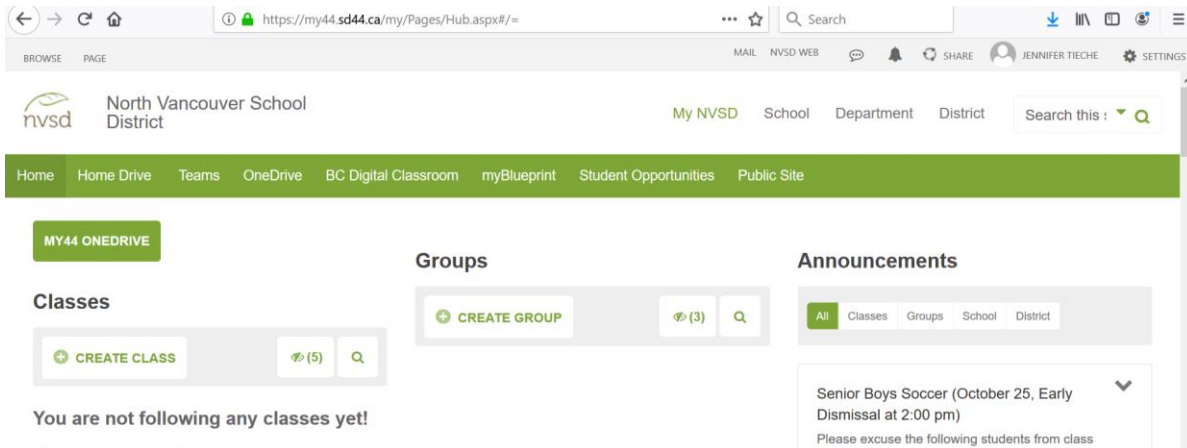 https://my44.sd44.ca/my/Pages/Hub.aspx#/=
Search
BROWSE PAGE
MAIL NVSD WEB SHARE JENNIFER TIECHE SETTINGS
nvsd
North Vancouver School
District
My NVSD School Department District
Search this
Home Home Drive Teams OneDrive BC Digital Classroom myBlueprint Student Opportunities Public Site
MY44 ONEDRIVE
Classes
CREATE CLASS (5)
You are not following any classes yet!
Groups
CREATE GROUP (3)
Announcements
All Classes Groups School District
Senior Boys Soccer (October 25, Early
Dismissal at 2:00 pm)
Please excuse the following students from class